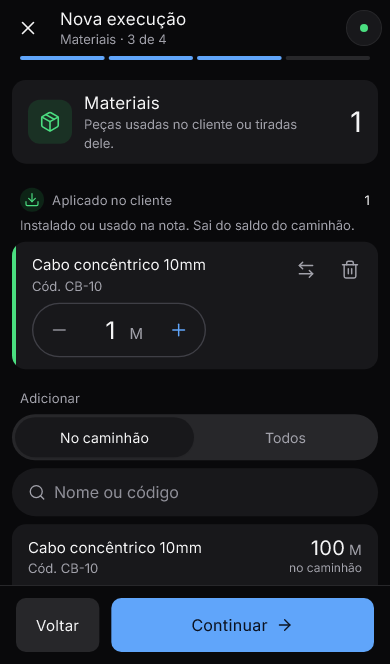 Nova execução
Materiais · 3 de 4
Materiais
Peças usadas no cliente ou tiradas
dele.
1
Aplicado no cliente
1
Instalado ou usado na nota. Sai do saldo do caminhão.
Cabo concêntrico 10mm
Cód. CB-10
1 M
Adicionar
No caminhão
Todos
Nome ou código
Cabo concêntrico 10mm
100 M
Cód. CB-10
no caminhão
Voltar
Continuar